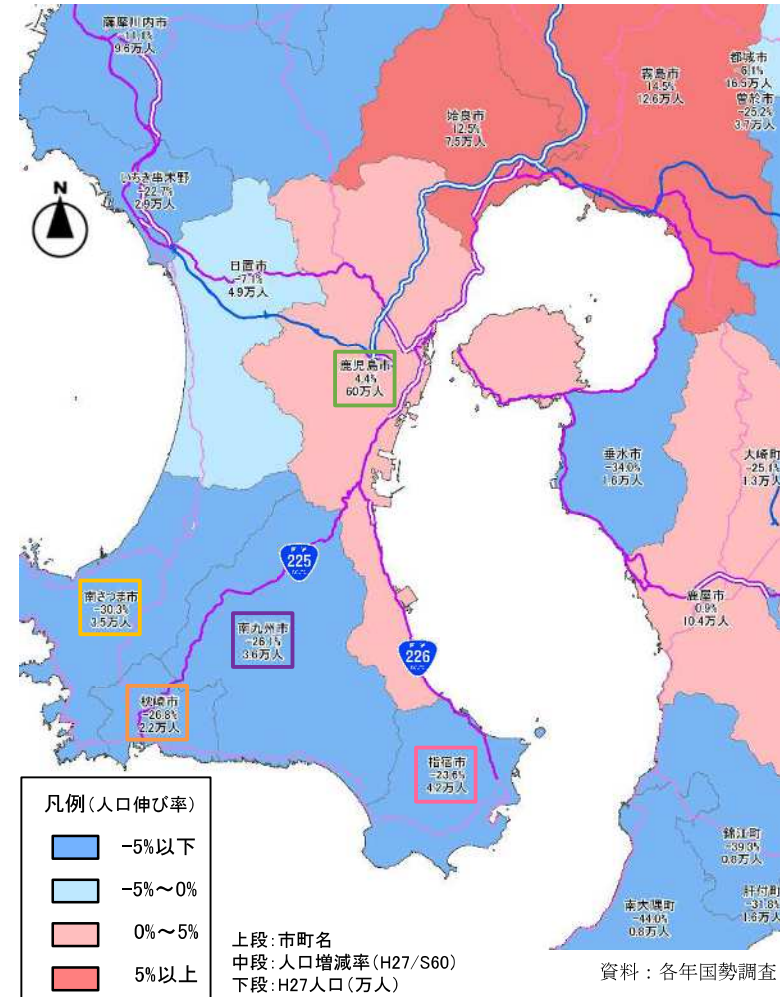 薩摩川内市
-11.1%
9.6万人
都城市
-6.1%
16.5万人
曽於市
-25.2%
3.7万人
霧島市
14.5%
12.6万人
姶良市
12.5%
7.5万人
いちき串木野
-22.7%
2.9万人
N
日置市
-7.1%
4.9万人
鹿児島市
4.4%
60万人
垂水市
-34.0%
1.6万人
大崎町
-25.1%
1.3万人
225
南さつま市
-30.3%
3.5万人
鹿屋市
0.9%
10.4万人
南九州市
-26.1%
3.6万人
226
枕崎市
-26.8%
2.2万人
指宿市
-23.6%
4.2万人
錦江町
-39.3%
0.8万人
肝付町
-31.8%
1.6万人
南大隅町
-44.0%
0.8万人
凡例(人口伸び率)
-5%以下
-5%～0%
0%～5%
5%以上
上段:市町名
中段:人口増減率(H27/S60)
下段:H27人口(万人)
資料：各年国勢調査